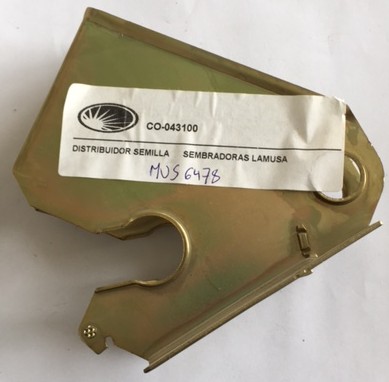 CO-043100
DISTRIBUIDOR SEMILLA SEMBRADORAS LAMUSA
MUS 6478